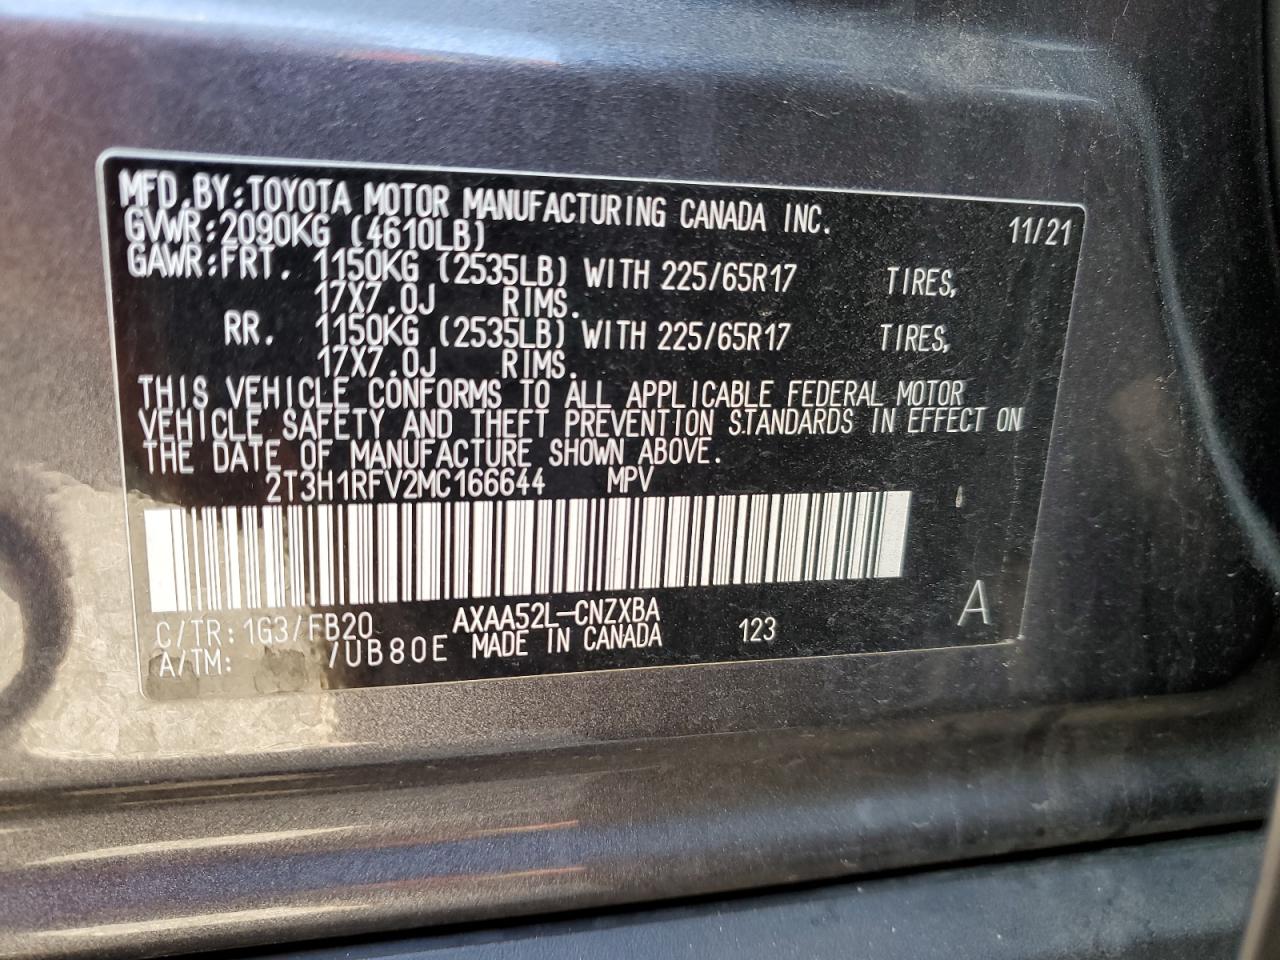 MFD.BY:TOYOTA MOTOR MANUFACTURING CANADA INC.
GVWR:2090KG (4610LB) 11/21
GAWR:FRT. 1150KG (2535LB) WITH 225/65R17 TIRES,
17X7.0J RIMS.
RR. 1150KG (2535LB) WITH 225/65R17 TIRES,
17X7.0J RIMS.
THIS VEHICLE CONFORMS TO ALL APPLICABLE FEDERAL MOTOR
VEHICLE SAFETY AND THEFT PREVENTION STANDARDS IN EFFECT ON
THE DATE OF MANUFACTURE SHOWN ABOVE.
2T3H1RFV2MC166644 MPV
C/TR: 1G3/FB20 AXAA52L-CNZXBA
A/TM: /UB80E MADE IN CANADA 123 A